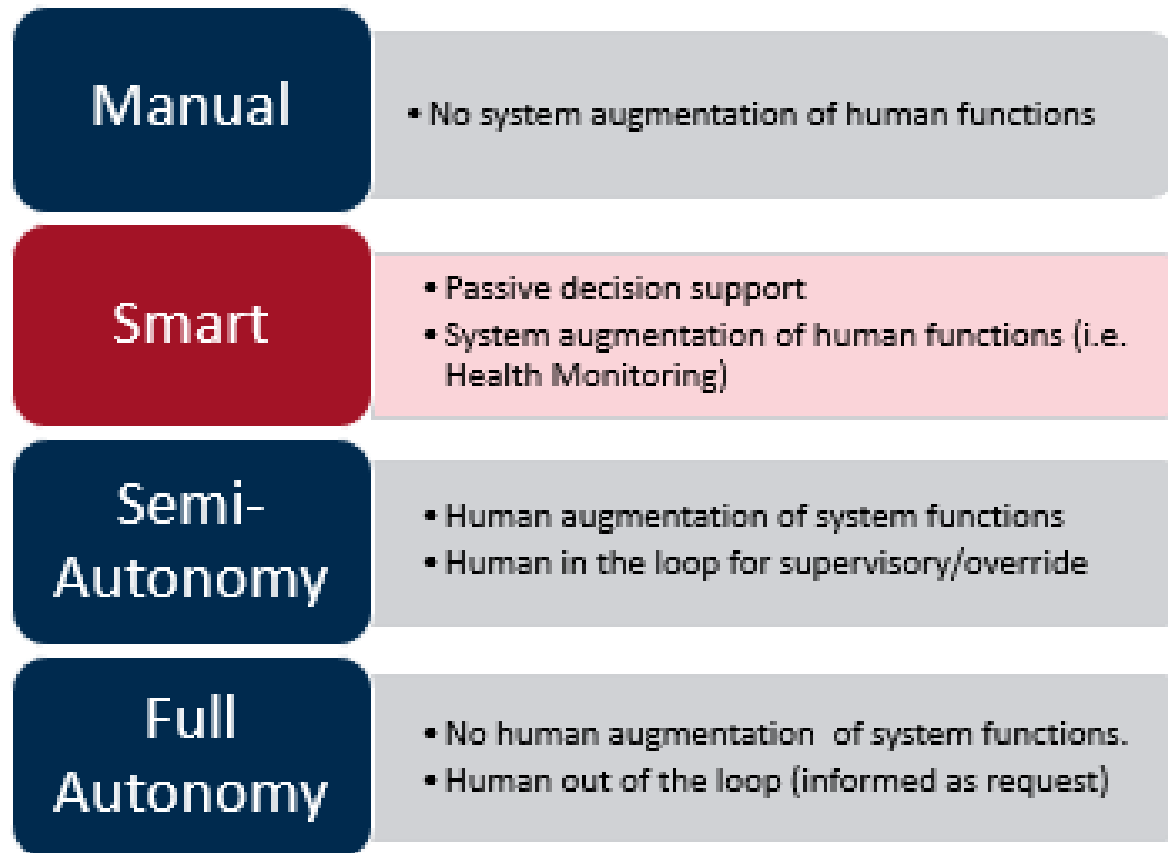 Manual
• No system augmentation of human functions
Smart
• Passive decision support
• System augmentation of human functions (i.e.
Health Monitoring)
Semi-
Autonomy
• Human augmentation of system functions
• Human in the loop for supervisory/override
Full
Autonomy
• No human augmentation of system functions.
• Human out of the loop (informed as request)